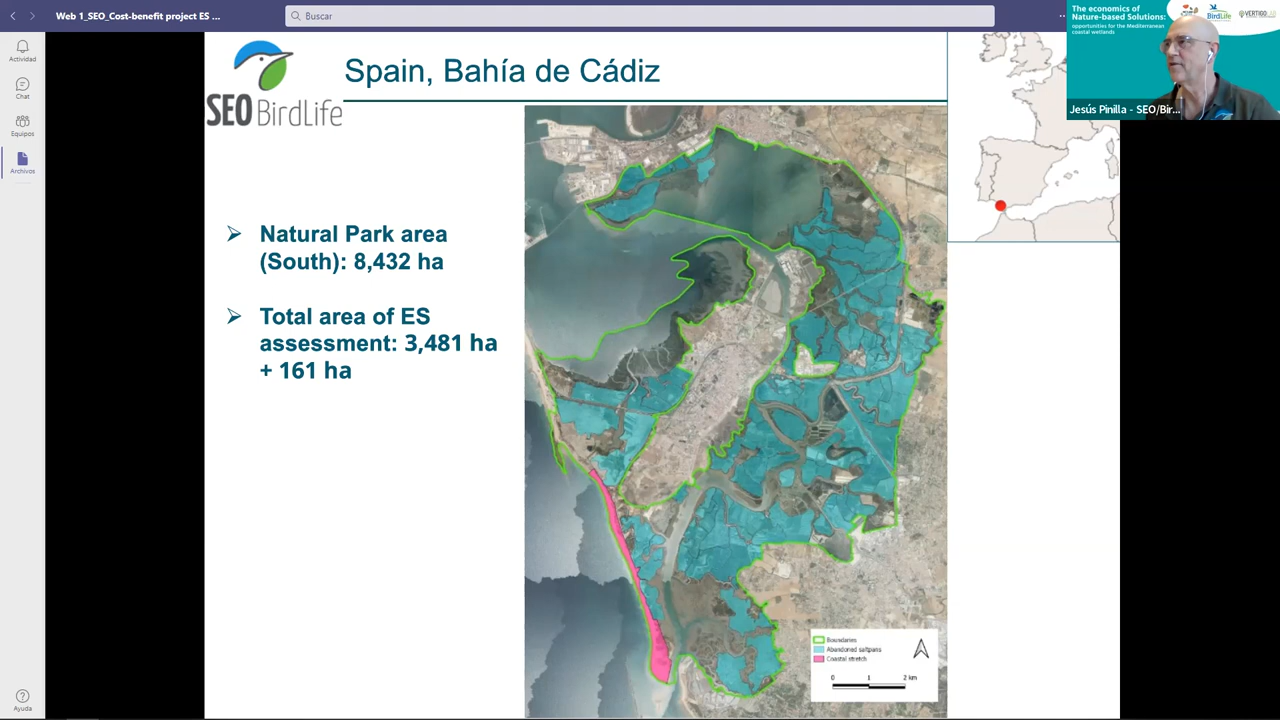 Web 1_SEO_Cost-benefit project ES ...
Buscar
Actividad
Chat
Equipos
Archivos
Ayuda
SEO BirdLife
Spain, Bahía de Cádiz
Natural Park area
(South): 8,432 ha
Total area of ES
assessment: 3,481 ha
+ 161 ha
Boundaries
Abandoned saltpans
Coastal stretch
0 1 2 km
The economics of
Nature-based Solutions:
opportunities for the Mediterranean
coastal wetlands
BirdLife
VERTIGOLAB
Jesús Pinilla - SEO/Bir...